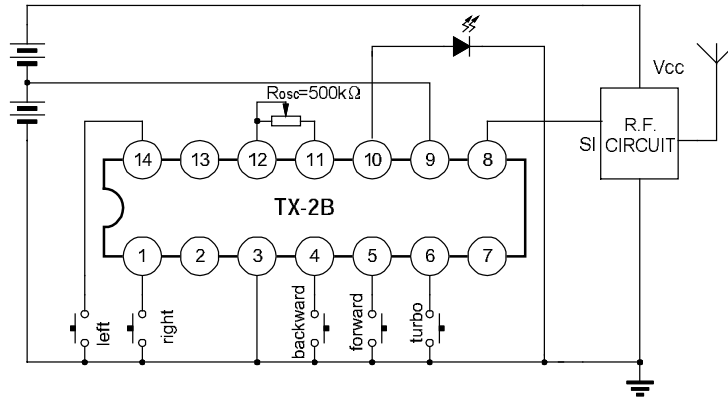 Vcc
Rosc=500kΩ
R.F.
SI CIRCUIT
14 13 12 11 10 9 8
TX-2B
1 2 3 4 5 6 7
left
right
backward
forward
turbo